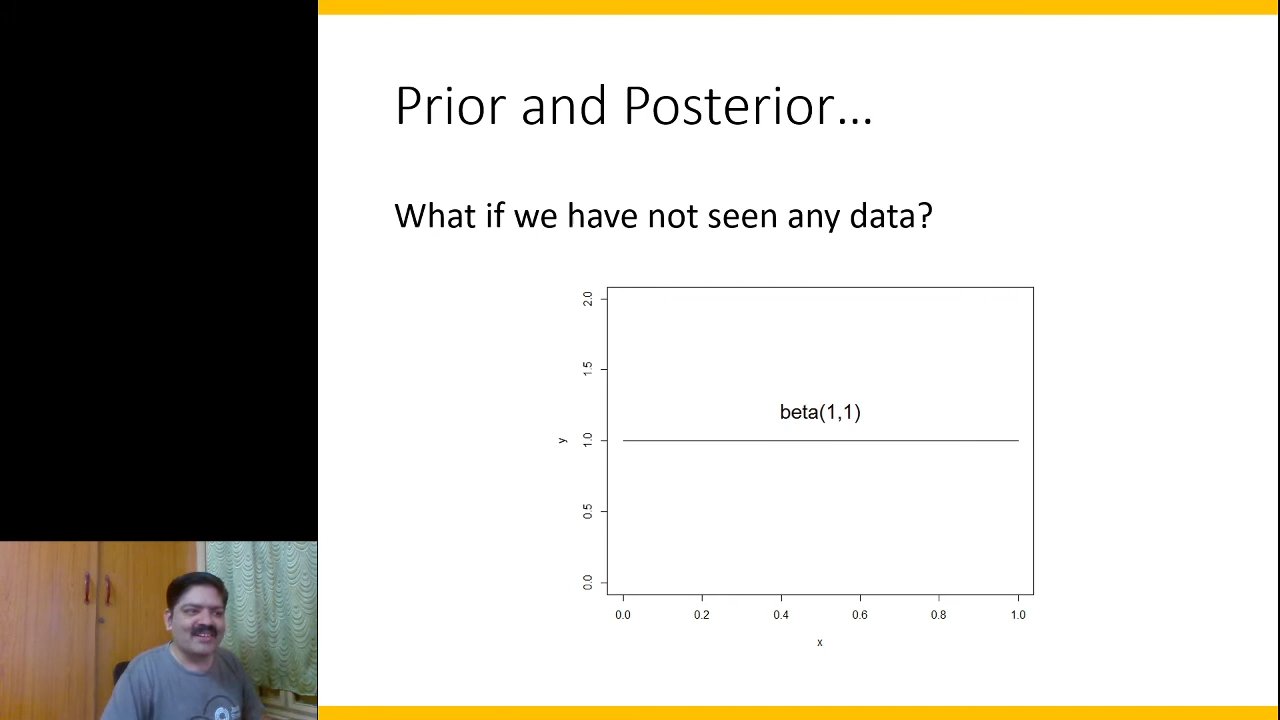 Prior and Posterior…
What if we have not seen any data?
2.0
1.5
1.0
0.5
0.0
y
beta(1,1)
0.0 0.2 0.4 0.6 0.8 1.0
x